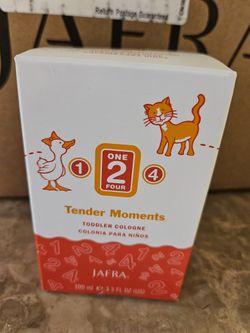 Return Postage Guaranteed
JAFRA
ONE
1 2 4
FOUR
Tender Moments
TODDLER COLOGNE
COLONIA PARA NIÑOS
JAFRA
100 ml e 3.3 FL OZ (US)